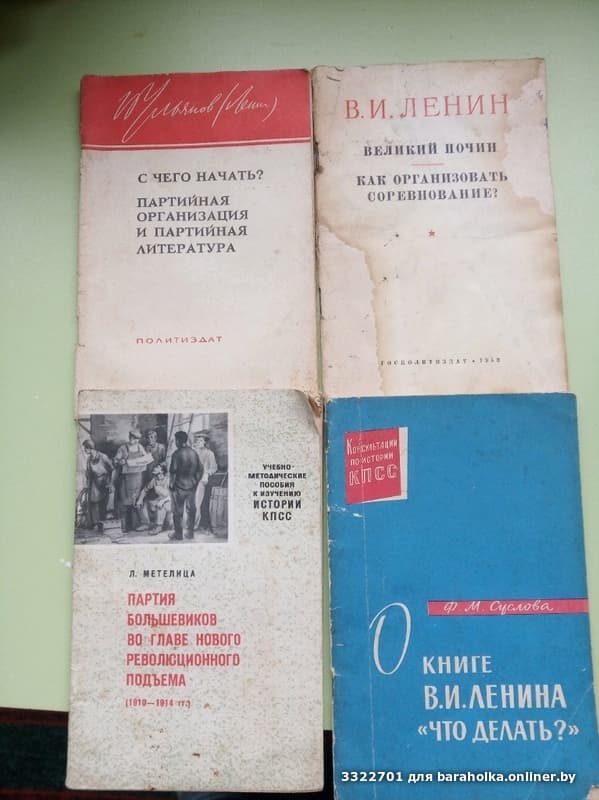 В Ульянов (Ленин)
С ЧЕГО НАЧАТЬ?
ПАРТИЙНАЯ
ОРГАНИЗАЦИЯ
И ПАРТИЙНАЯ
ЛИТЕРАТУРА
ПОЛИТИЗДАТ
В.И. ЛЕНИН
ВЕЛИКИЙ ПОЧИН
КАК ОРГАНИЗОВАТЬ
СОРЕВНОВАНИЕ?
ГОСПОЛИТИЗДАТ •
УЧЕБНО-
МЕТОДИЧЕСКИЕ
ПОСОБИЯ
К ИЗУЧЕНИЮ
ИСТОРИИ
КПСС
Л. МЕТЕЛИЦА
ПАРТИЯ
БОЛЬШЕВИКОВ
ВО ГЛАВЕ НОВОГО
РЕВОЛЮЦИОННОГО
ПОДЪЕМА
(1910—1914 гг.)
КОНСУЛЬТАЦИИ
ПО ИСТОРИИ
КПСС
Ф. М. Суслова
О
КНИГЕ
В.И.ЛЕНИНА
«ЧТО ДЕЛАТЬ?»
3322701 для baraholka.onliner.by